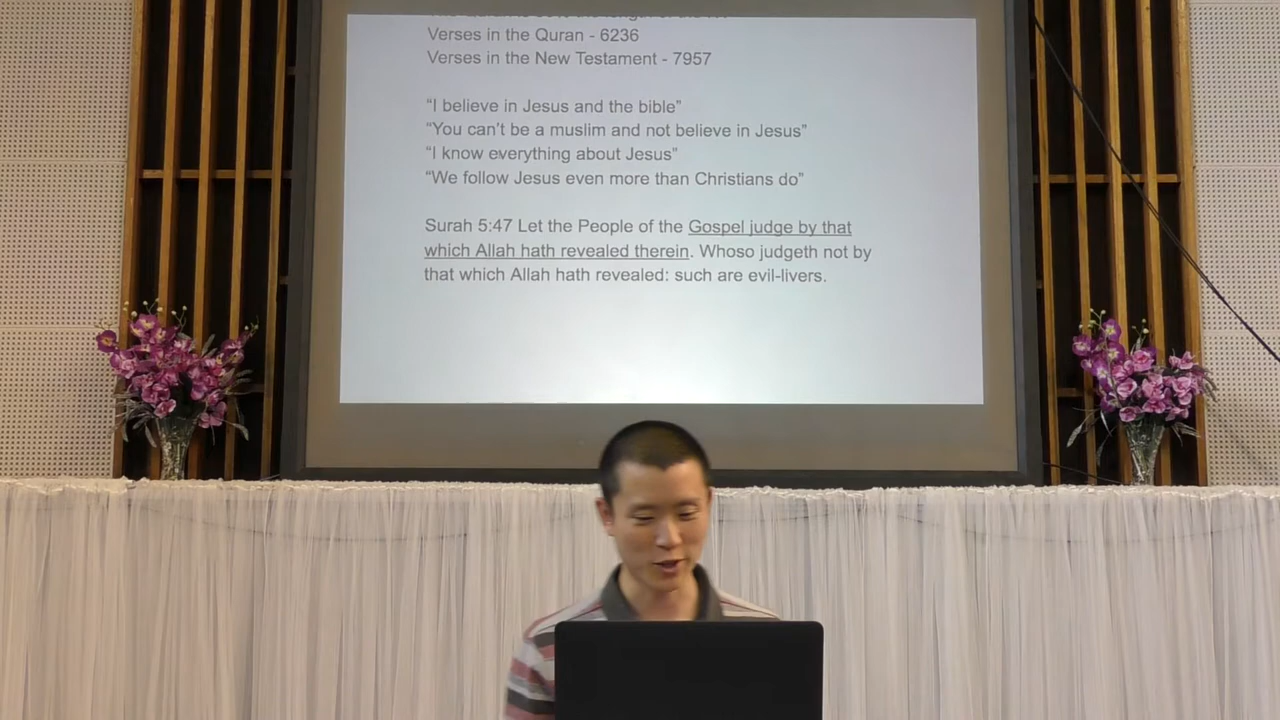 Verses in the Quran - 6236
Verses in the New Testament - 7957
“I believe in Jesus and the bible”
“You can’t be a muslim and not believe in Jesus”
“I know everything about Jesus”
“We follow Jesus even more than Christians do”
Surah 5:47 Let the People of the Gospel judge by that
which Allah hath revealed therein. Whoso judgeth not by
that which Allah hath revealed: such are evil-livers.